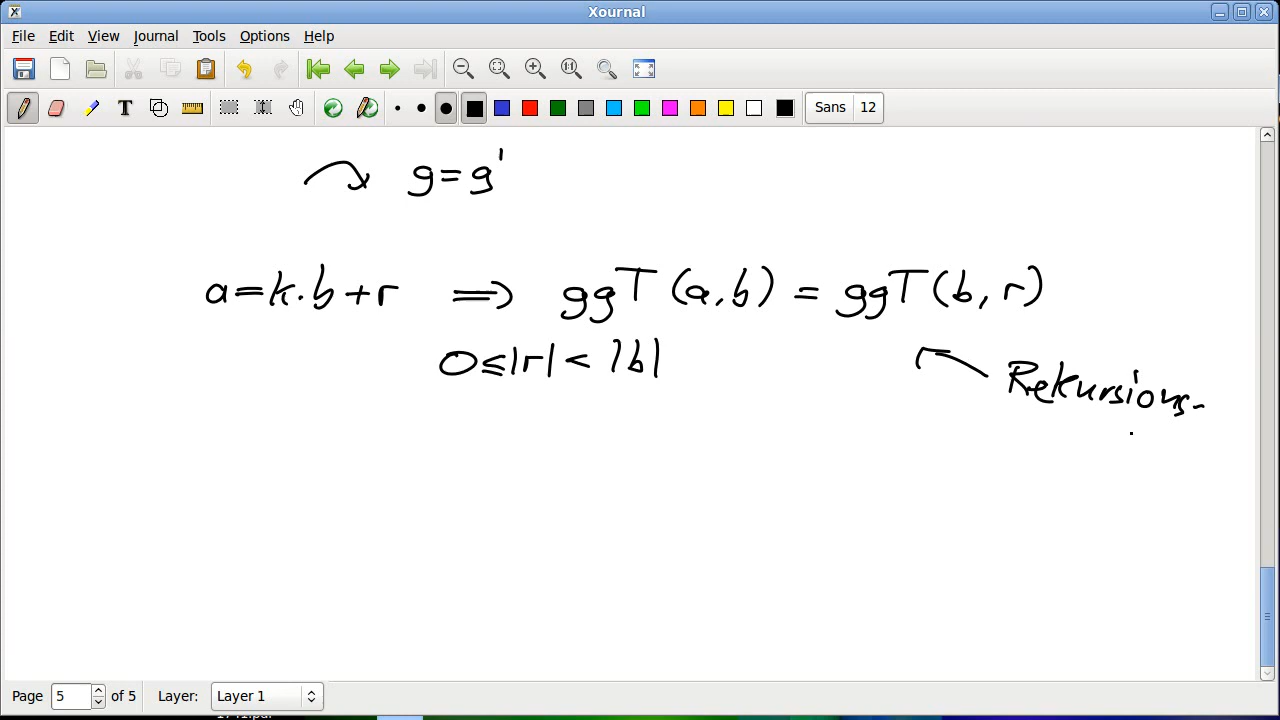 Xournal
File Edit View Journal Tools Options Help
Sans 12
g=g'
a=k·b+r ⟹ ggT(a,b) = ggT(b,r)
0≤|r| < |b|
Rekursions-
Page 5 of 5 Layer: Layer 1